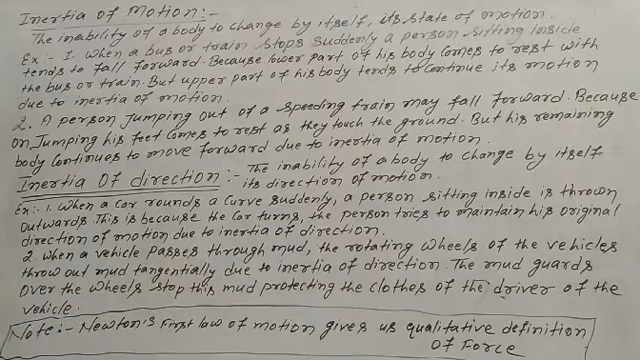 Inertia of Motion:-
The inability of a body to change by itself, its state of motion.
Ex:- 1. When a bus or train stops suddenly a person sitting inside
tends to fall forward. Because lower part of his body comes to rest with
the bus or train. But upper part of his body tends to continue its motion
due to inertia of motion.
2. A person jumping out of a speeding train may fall forward. Because
on Jumping his feet comes to rest as they touch the ground. But his remaining
body continues to move forward due to inertia of motion.
Inertia Of direction:- The inability of a body to change by itself
its direction of motion.
Ex:- 1. When a car rounds a curve suddenly, a person sitting inside is thrown
outwards. This is because the car turns, the person tries to maintain his original
direction of motion due to inertia of direction.
2. When a vehicle passes through mud, the rotating wheels of the vehicles
throw out mud tangentially due to inertia of direction. The mud guards
over the wheels stop this mud protecting the clothes of the driver of the
vehicle.
Note:- Newton's First law of motion gives us qualitative definition
Of Force